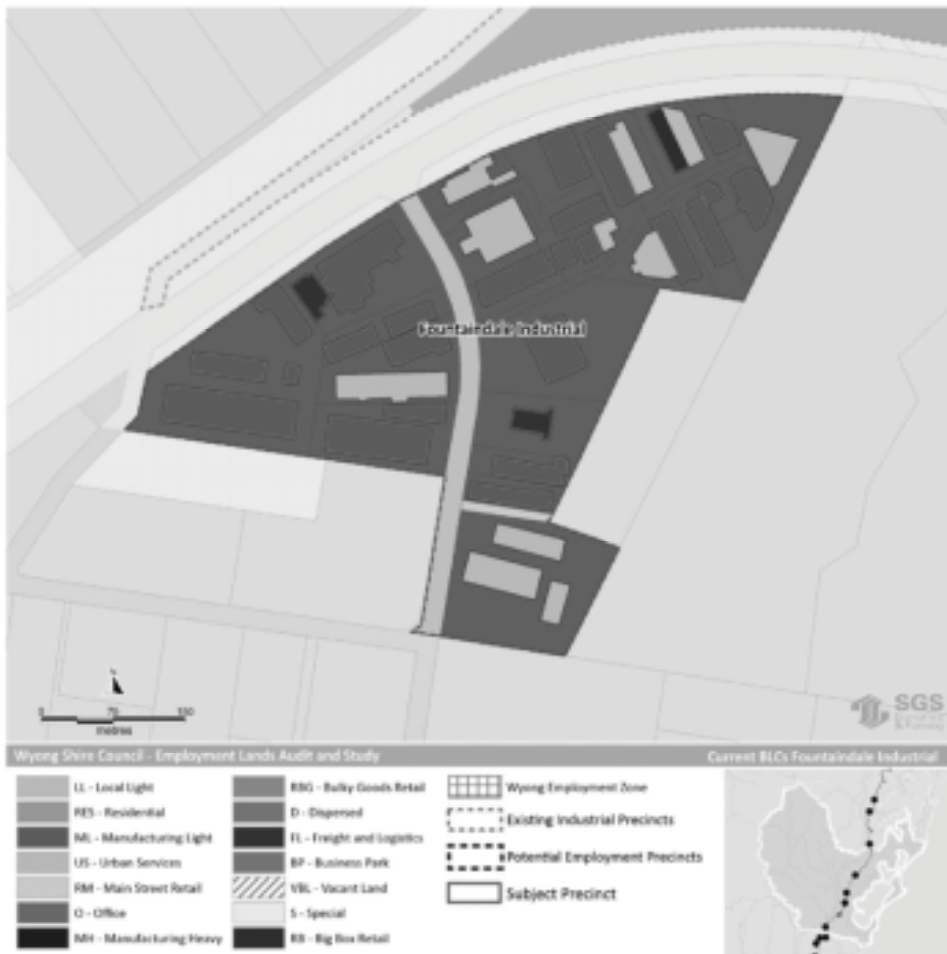 Fountaindale Industrial
0 75 150
metres
SGS
Economics
& Planning
Wyong Shire Council - Employment Lands Audit and Study
Current BLCs Fountaindale Industrial
LL - Local Light
RES - Residential
ML - Manufacturing Light
US - Urban Services
RM - Main Street Retail
O - Office
MH - Manufacturing Heavy
RBG - Bulky Goods Retail
D - Dispersed
FL - Freight and Logistics
BP - Business Park
VBL - Vacant Land
S - Special
RB - Big Box Retail
Wyong Employment Zone
Existing Industrial Precincts
Potential Employment Precincts
Subject Precinct